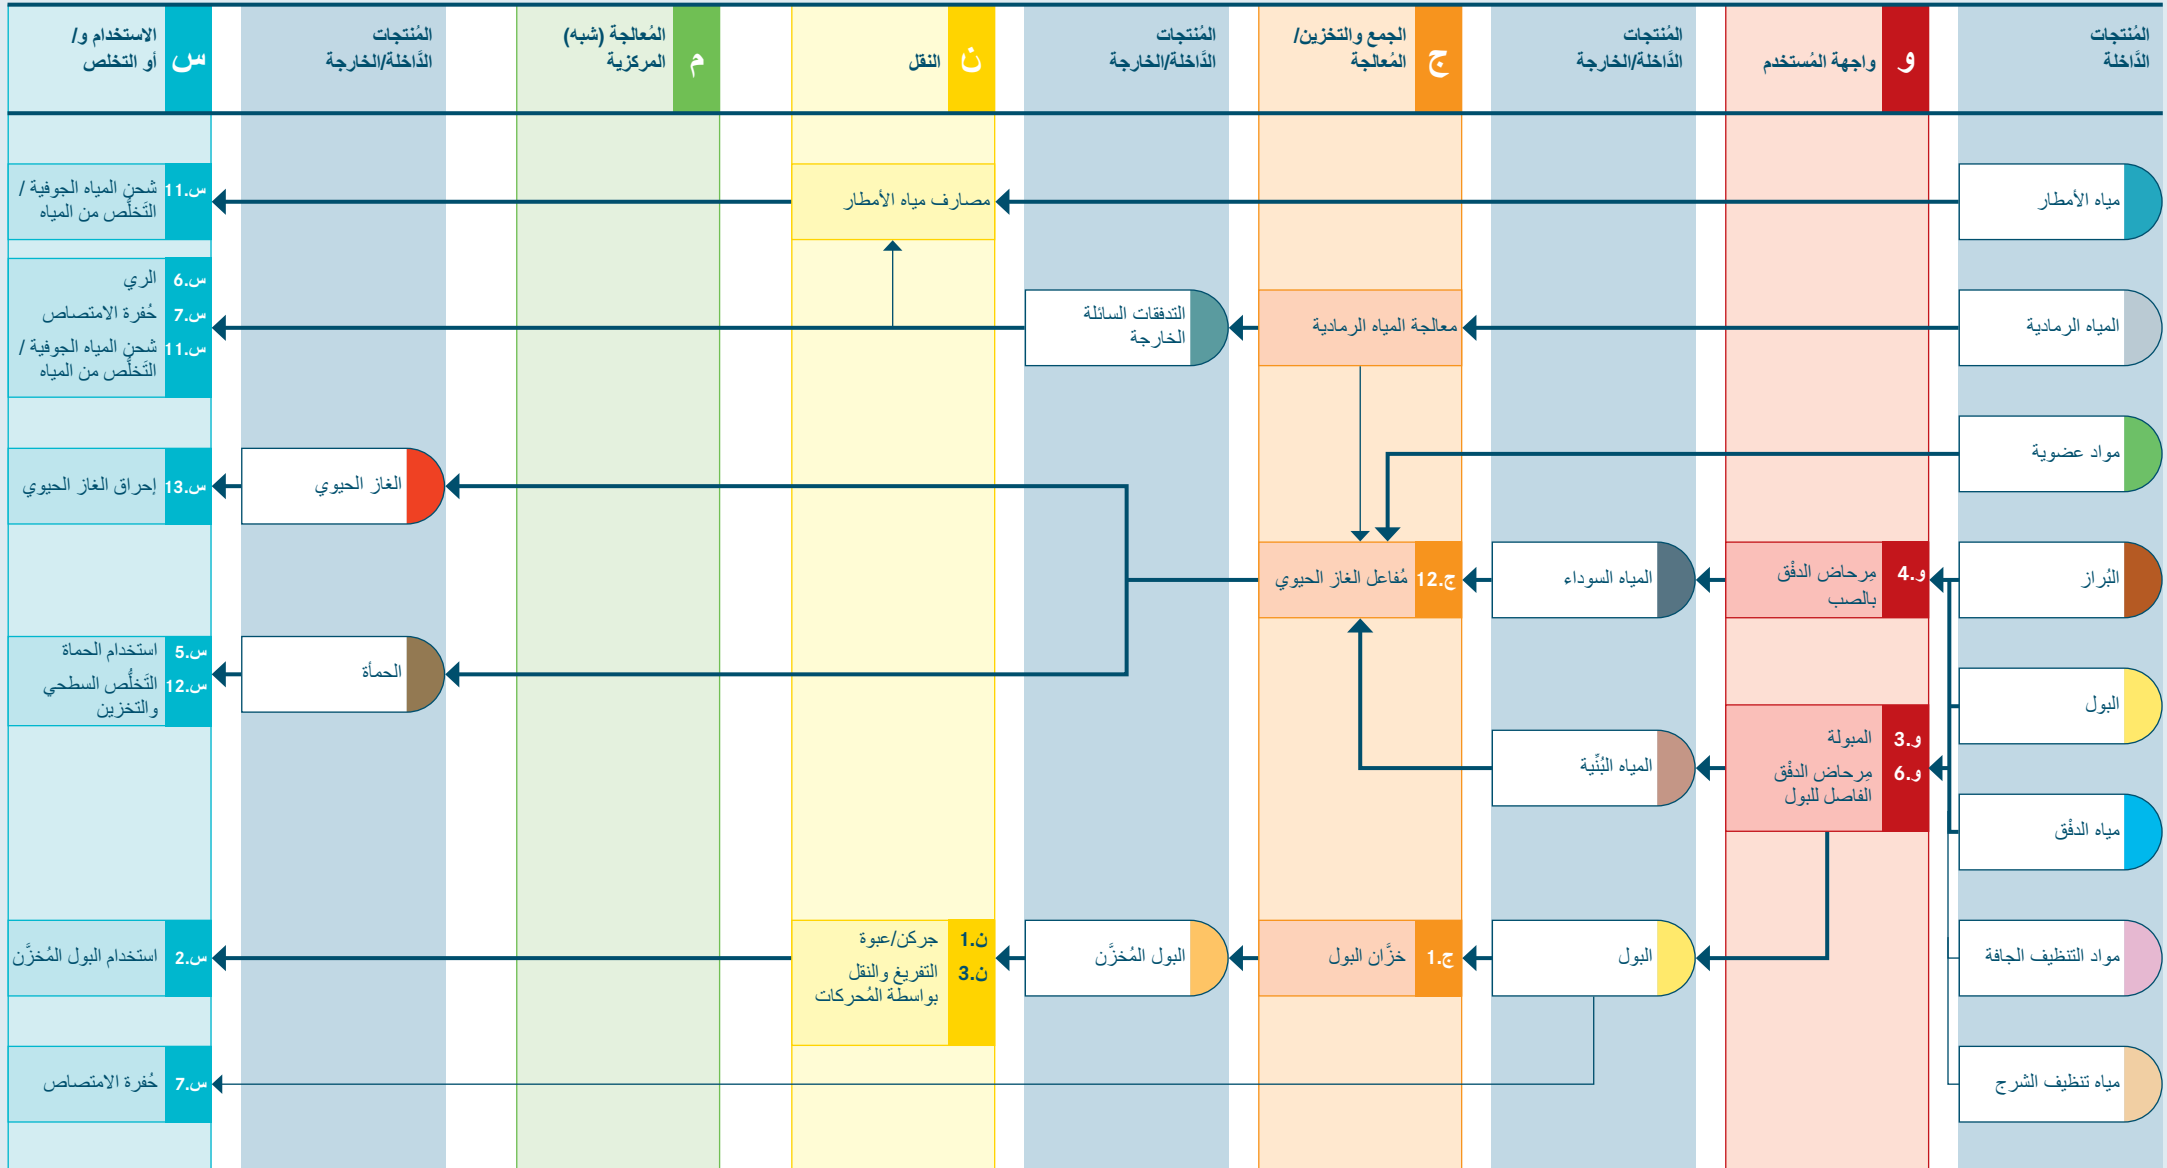 المُنتجات
الدَّاخلة
و
واجهة المُستخدم
المُنتجات
الدَّاخلة/الخارجة
ج
الجمع والتخزين/
المُعالجة
المُنتجات
الدَّاخلة/الخارجة
ن
النقل
م
المُعالجة (شبه)
المركزية
المُنتجات
الدَّاخلة/الخارجة
س
الاستخدام و/
أو التخلص
مياه الأمطار
مصارف مياه الأمطار
س.11 شحن المياه الجوفية /
التَخلُّص من المياه
المياه الرمادية
معالجة المياه الرمادية
التدفقات السائلة
الخارجة
س.6 الري
س.7 حُفرة الامتصاص
س.11 شحن المياه الجوفية /
التَخلُّص من المياه
مواد عضوية
الغاز الحيوي
س.13 إحراق الغاز الحيوي
البُراز
و.4 مِرحاض الدفْق
بالصب
المياه السوداء
ج.12 مُفاعل الغاز الحيوي
الحمأة
س.5 استخدام الحماة
س.12 التَخلُّص السطحي
والتخزين
البول
و.3 المبولة
و.6 مِرحاض الدفْق
الفاصل للبول
المياه البُنِّية
مياه الدفْق
مواد التنظيف الجافة
البول
ج.1 خزَّان البول
البول المُخزَّن
ن.1 جركن/عبوة
ن.3 التفريغ والنقل
بواسطة المُحركات
س.2 استخدام البول المُخزَّن
مياه تنظيف الشرج
س.7 حُفرة الامتصاص